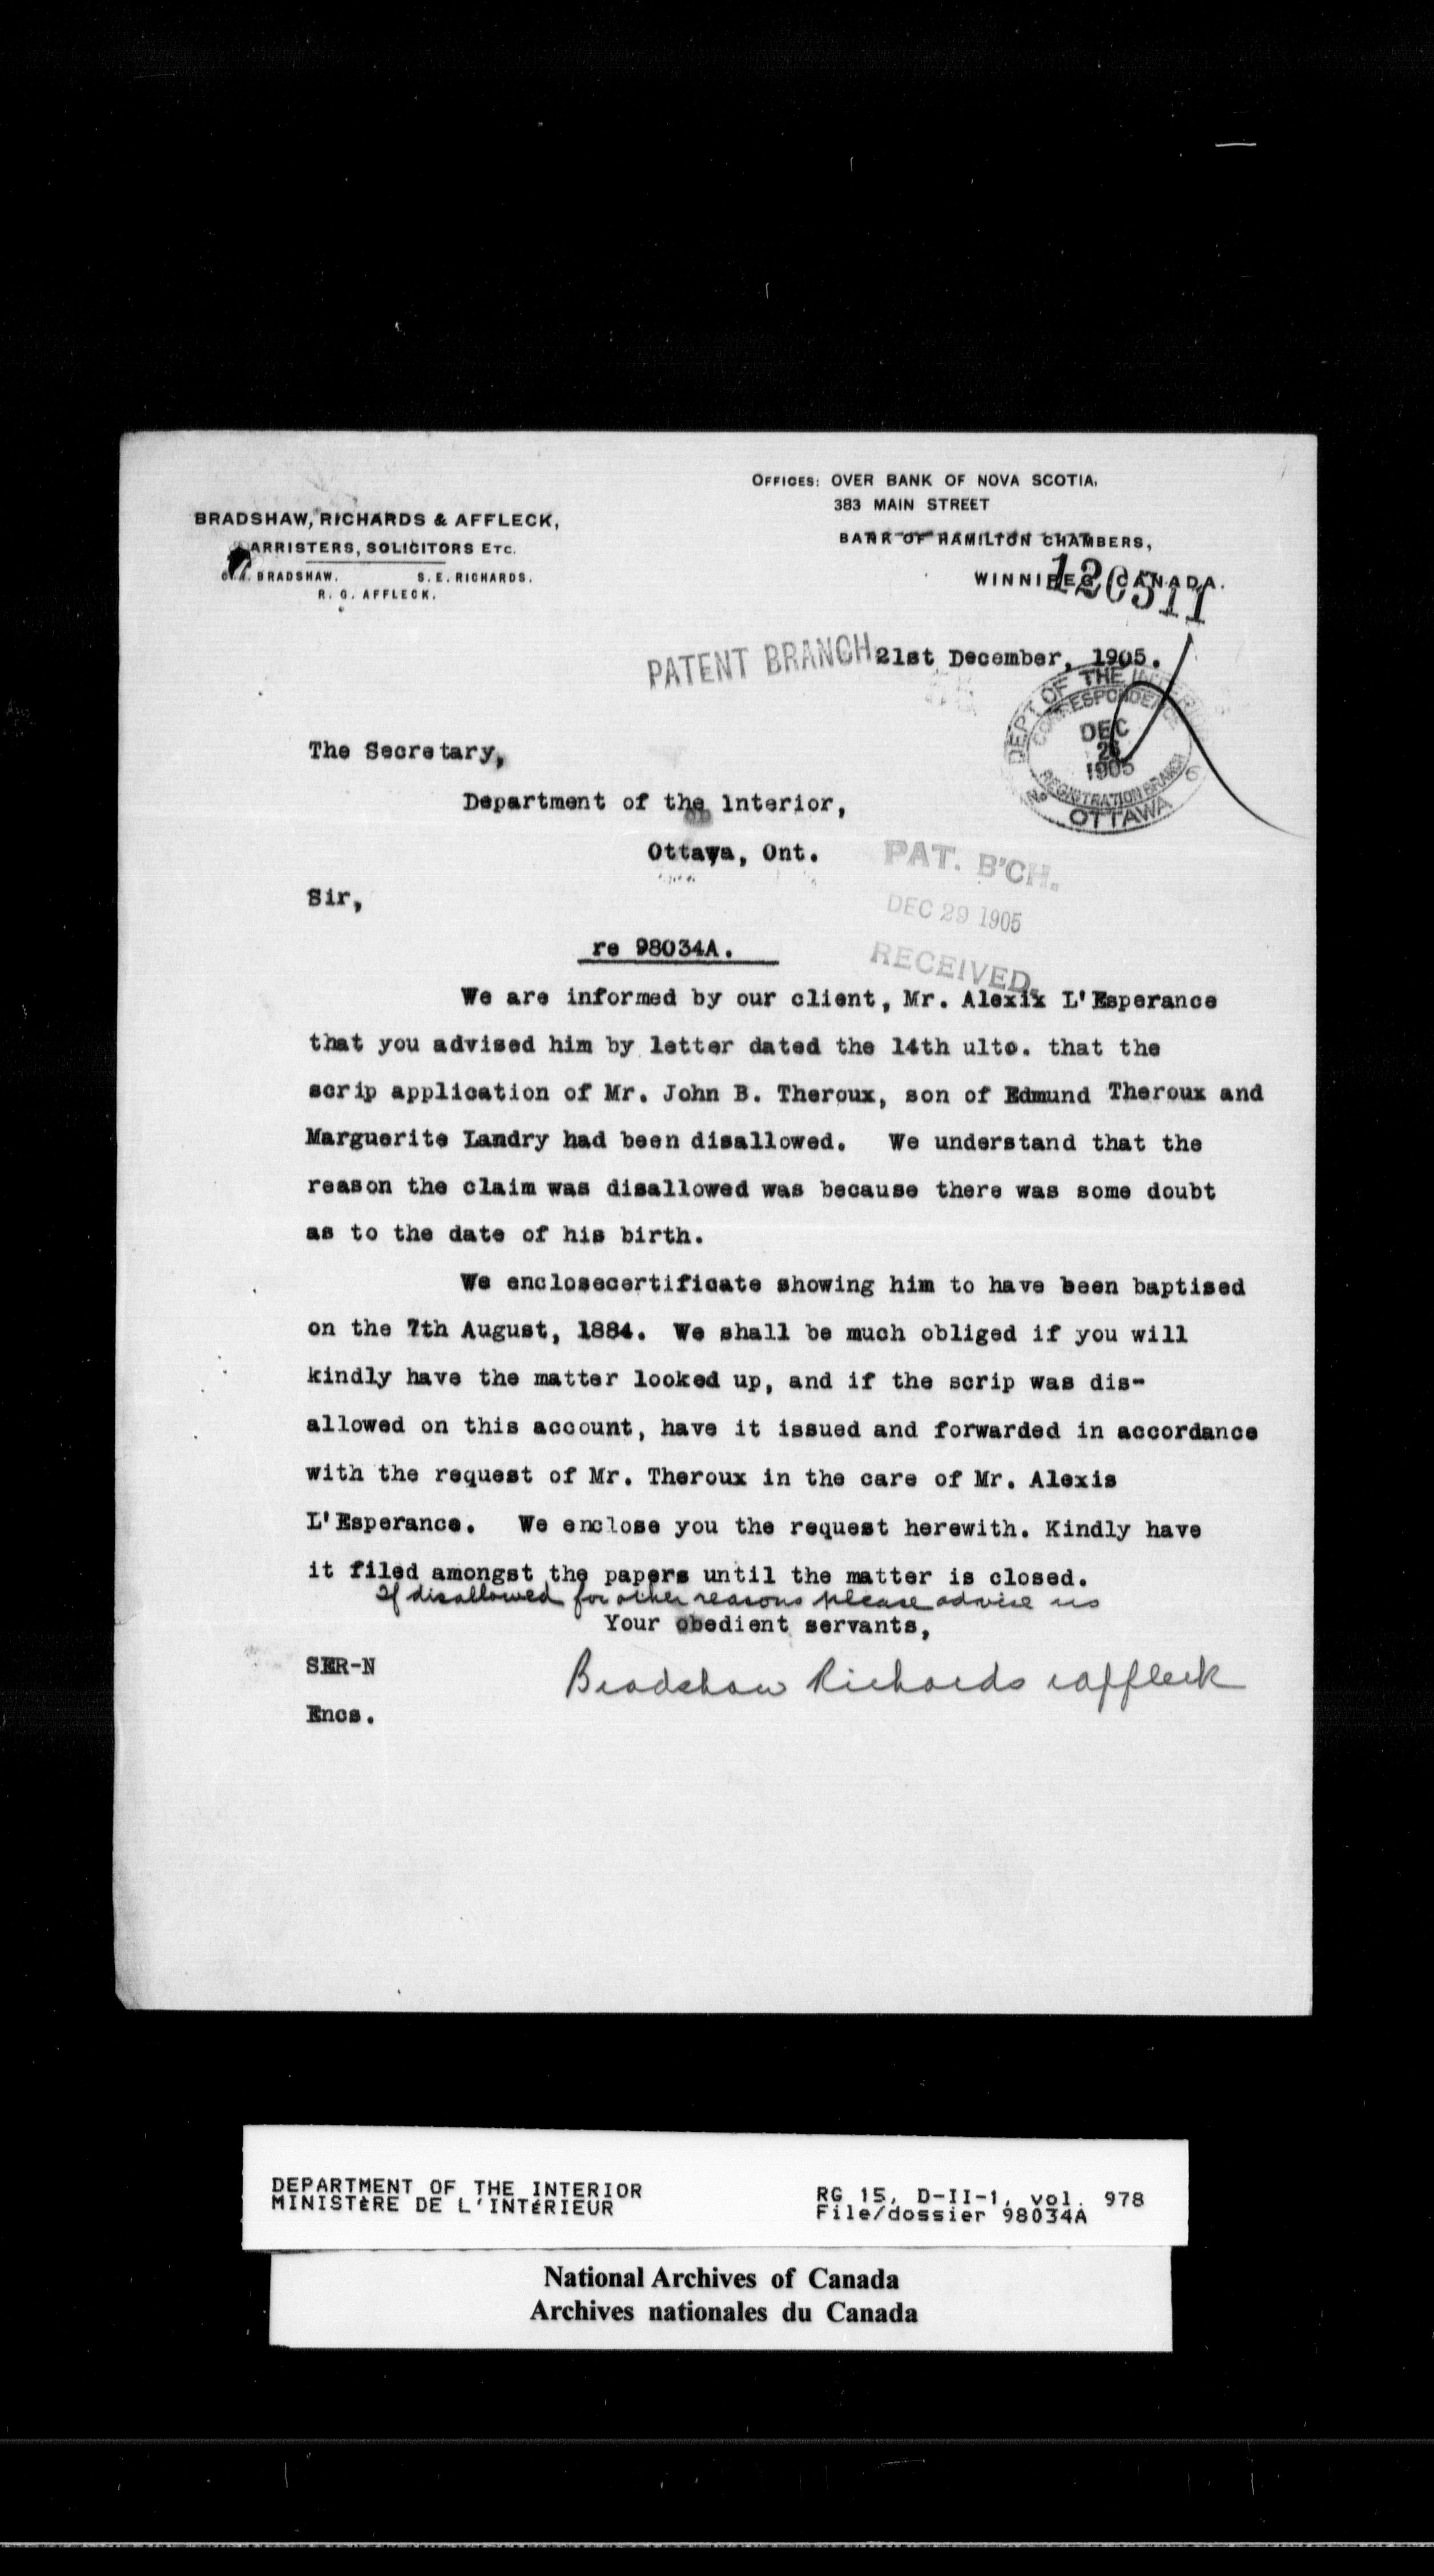 OFFICES: OVER BANK OF NOVA SCOTIA,
383 MAIN STREET
BRADSHAW, RICHARDS & AFFLECK,
BANK OF HAMILTON CHAMBERS,
ARRISTERS, SOLICITORS ETC.
WINNIPEG, CANADA.
BRADSHAW. S. E. RICHARDS.
R. G. AFFLECK.
120511
PATENT BRANCH
21st December, 1905.
DEPT OF THE INTERIOR
CORRESPONDENCE
DEC
26
1905
REGISTRATION BRANCH
No. 6
OTTAWA
The Secretary,
Department of the Interior,
Ottawa, Ont.
PAT. B'CH.
DEC 29 1905
RECEIVED.
Sir,
re 98034A.
We are informed by our client, Mr. Alexix L'Esperance
that you advised him by letter dated the 14th ulto. that the
scrip application of Mr. John B. Theroux, son of Edmund Theroux and
Marguerite Landry had been disallowed. We understand that the
reason the claim was disallowed was because there was some doubt
as to the date of his birth.
We enclosecertificate showing him to have been baptised
on the 7th August, 1884. We shall be much obliged if you will
kindly have the matter looked up, and if the scrip was dis-
allowed on this account, have it issued and forwarded in accordance
with the request of Mr. Theroux in the care of Mr. Alexis
L'Esperance. We enclose you the request herewith. Kindly have
it filed amongst the papers until the matter is closed.
If disallowed for other reasons please advise us
Your obedient servants,
SER-N
Bradshaw Richards & Affleck
Encs.
DEPARTMENT OF THE INTERIOR
MINISTÈRE DE L'INTÉRIEUR
RG 15, D-II-1, vol. 978
File/dossier 98034A
National Archives of Canada
Archives nationales du Canada